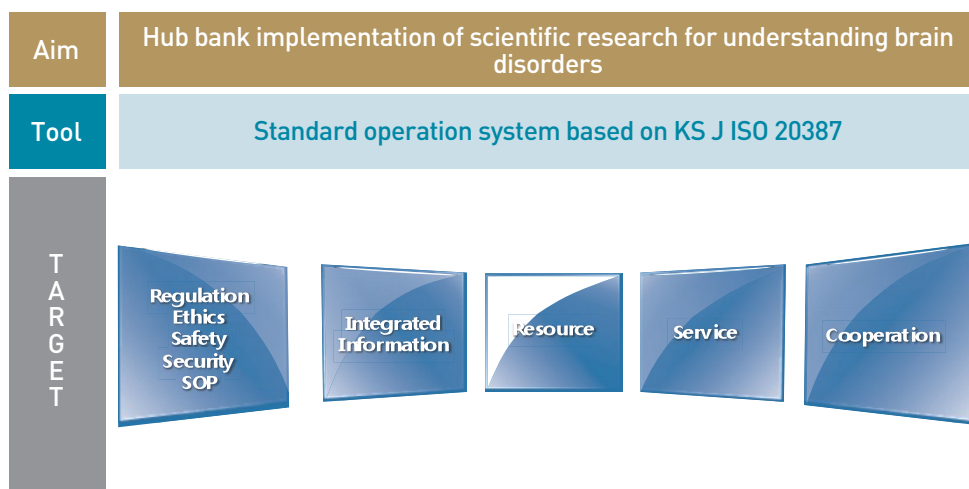 Aim
Hub bank implementation of scientific research for understanding brain
disorders
Tool
Standard operation system based on KS J ISO 20387
T
A
R
G
E
T
Regulation
Ethics
Safety
Security
SOP
Integrated
Information
Resource
Service
Cooperation